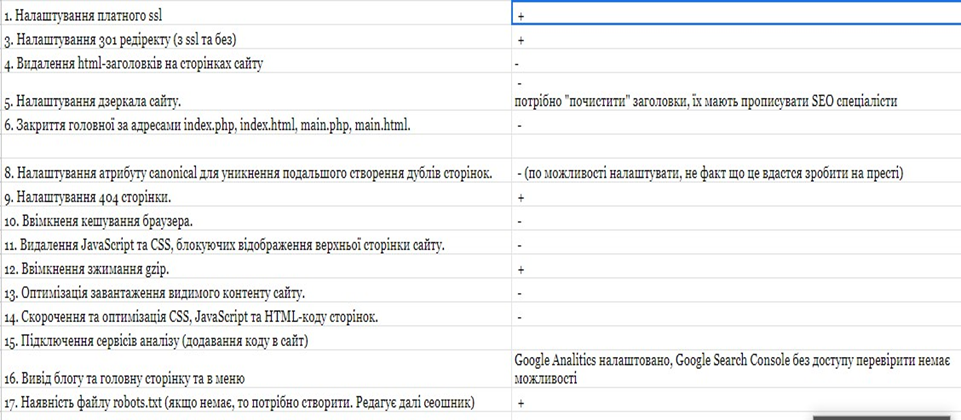 1. Налаштування платного ssl +
3. Налаштування 301 редіректу (з ssl та без) +
4. Видалення html-заголовків на сторінках сайту -
-
5. Налаштування дзеркала сайту. потрібно "почистити" заголовки, їх мають прописувати SEO спеціалісти
6. Закриття головної за адресами index.php, index.html, main.php, main.html. -
8. Налаштування атрибуту canonical для уникнення подальшого створення дублів сторінок. - (по можливості налаштувати, не факт що це вдастся зробити на престі)
9. Налаштування 404 сторінки. +
10. Ввімкненя кешування браузера. -
11. Видалення JavaScript та CSS, блокуючих відображення верхньої сторінки сайту. -
12. Ввімкнення зжимання gzip. +
13. Оптимізація завантаження видимого контенту сайту. -
14. Скорочення та оптимізація CSS, JavaScript та HTML-коду сторінок. -
15. Підключення сервісів аналізу (додавання коду в сайт)
Google Analitics налаштовано, Google Search Console без доступу перевірити немає
16. Вивід блогу та головну сторінку та в меню можливості
17. Наявність файлу robots.txt (якщо немає, то потрібно створити. Редагує далі сеошник) +